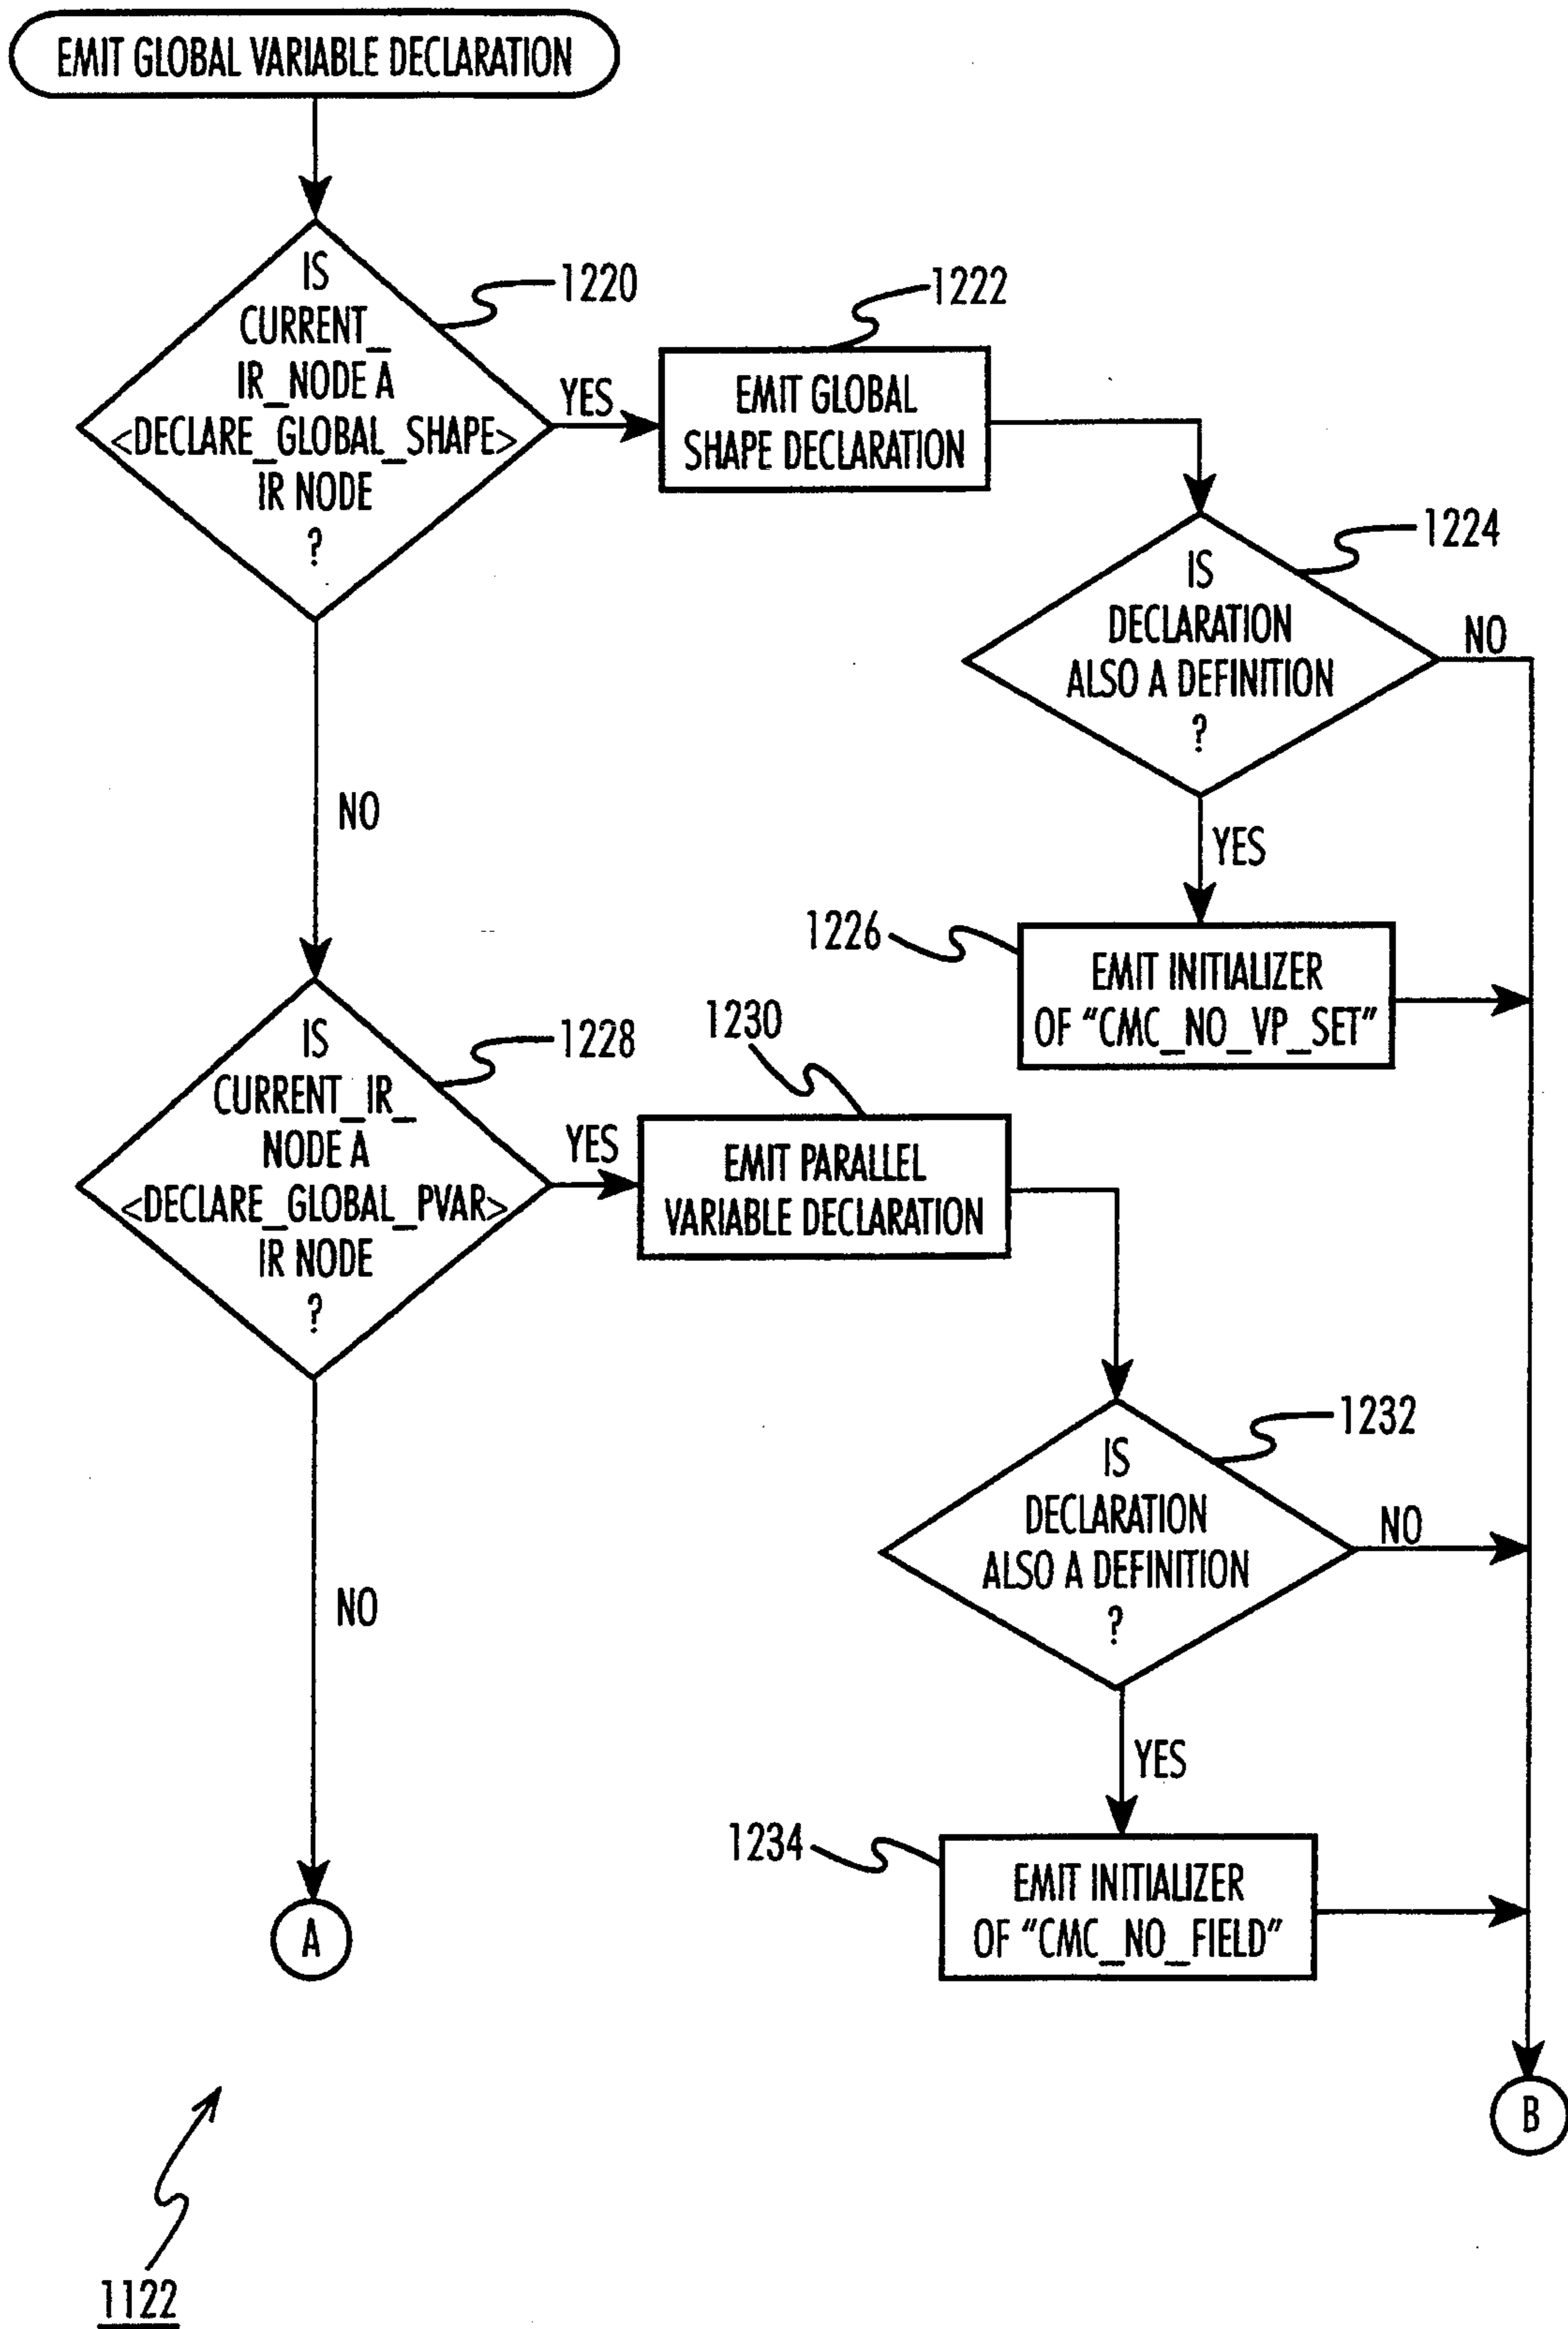 EMIT GLOBAL VARIABLE DECLARATION
IS
CURRENT_
IR_NODE A
<DECLARE_GLOBAL_SHAPE>
IR NODE
?
1220
YES
1222
EMIT GLOBAL
SHAPE DECLARATION
1224
IS
DECLARATION
ALSO A DEFINITION
?
NO
YES
NO
1226
EMIT INITIALIZER
OF "CMC_NO_VP_SET"
IS
CURRENT_IR_
NODE A
<DECLARE_GLOBAL_PVAR>
IR NODE
?
1228
YES
1230
EMIT PARALLEL
VARIABLE DECLARATION
1232
IS
DECLARATION
ALSO A DEFINITION
?
NO
NO
YES
1234
EMIT INITIALIZER
OF "CMC_NO_FIELD"
A
B
1122